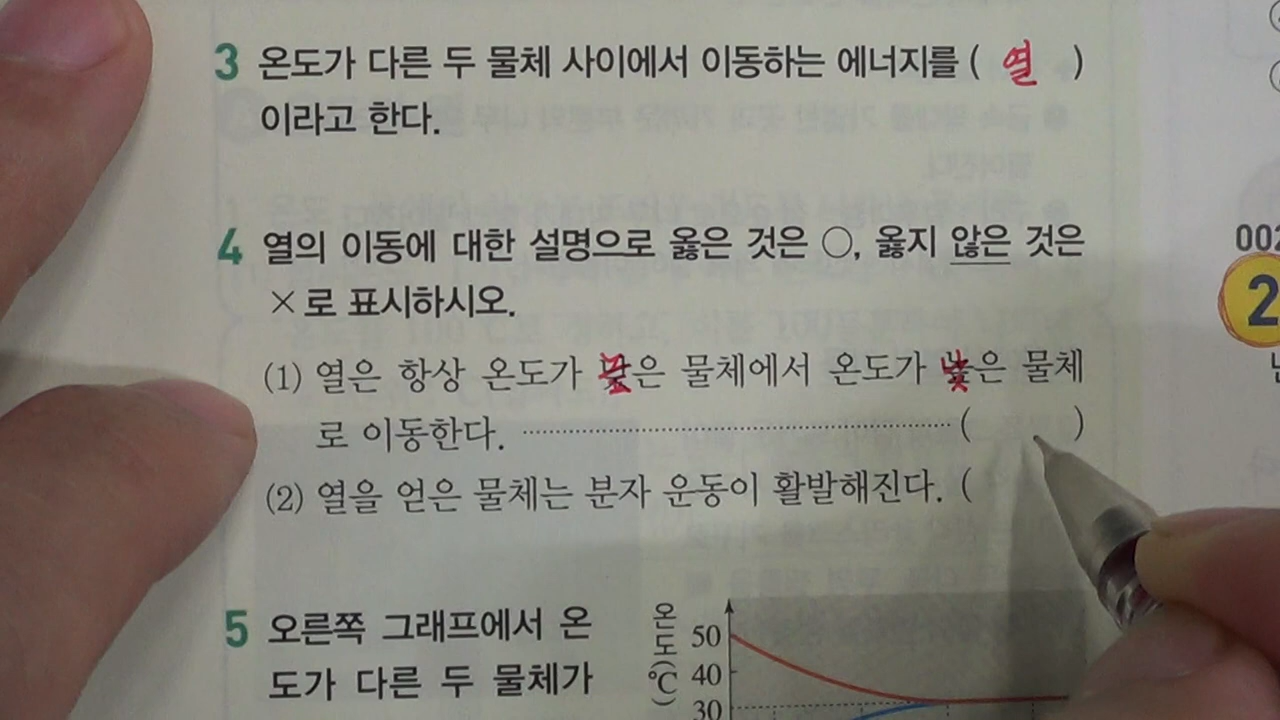 3 온도가 다른 두 물체 사이에서 이동하는 에너지를 ( 열 )
이라고 한다.
4 열의 이동에 대한 설명으로 옳은 것은 ○, 옳지 않은 것은
×로 표시하시오.
(1) 열은 항상 온도가 높은 물체에서 온도가 낮은 물체
로 이동한다. ( )
(2) 열을 얻은 물체는 분자 운동이 활발해진다. (
5 오른쪽 그래프에서 온
도가 다른 두 물체가
온도(℃)
50
40
30
002
2